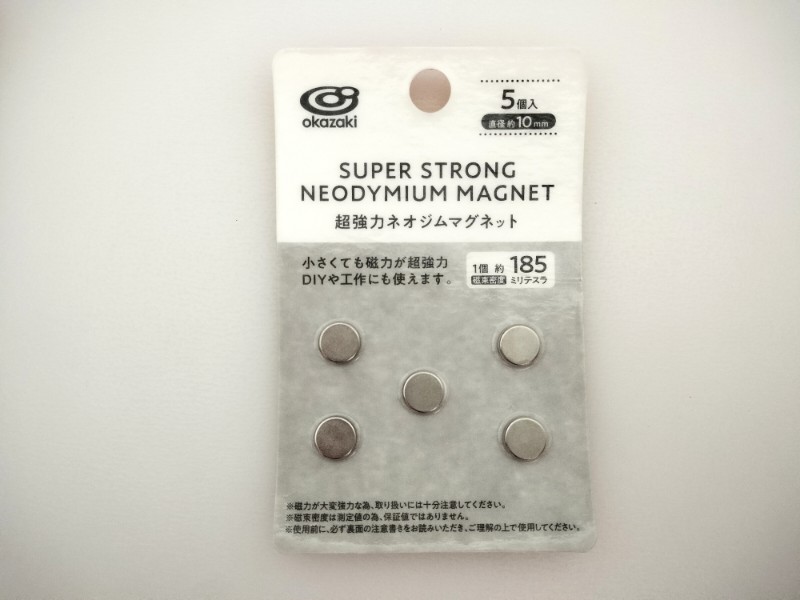 okazaki
5個入
直径約10mm
SUPER STRONG
NEODYMIUM MAGNET
超強力ネオジムマグネット
小さくても磁力が超強力
DIYや工作にも使えます。
1個 約 185
磁束密度 ミリテスラ
※磁力が大変強力な為、取り扱いには十分注意してください。
※磁束密度は測定値の為、保証値ではありません。
※使用前に、必ず裏面の注意書きをお読みいただき、ご理解の上で使用してください。